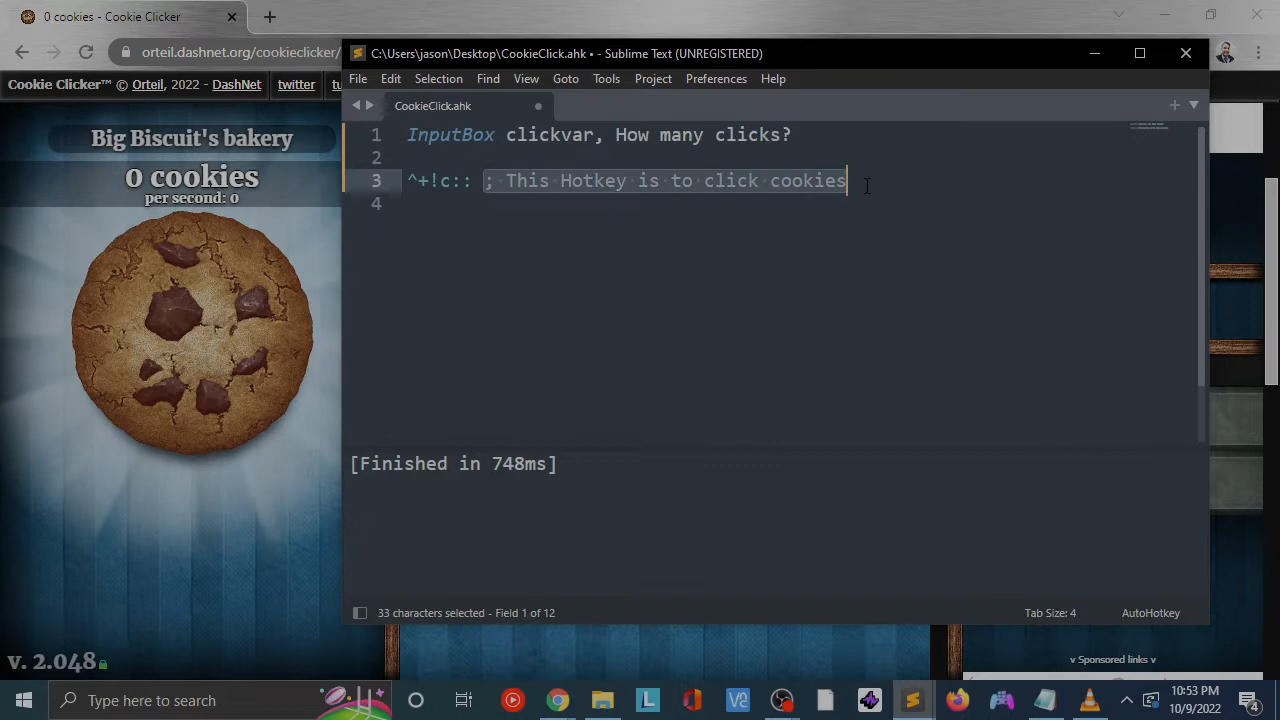 0 cookies - Cookie Clicker
orteil.dashnet.org/cookieclicker/
Cookie Clicker™ © Orteil, 2022 - DashNet
twitter
Big Biscuit's bakery
0 cookies
per second: 0
v. 2.048
C:\Users\jason\Desktop\CookieClick.ahk • - Sublime Text (UNREGISTERED)
File Edit Selection Find View Goto Tools Project Preferences Help
CookieClick.ahk
1 InputBox clickvar, How many clicks?
2
3 ^+!c:: ; This Hotkey is to click cookies
4
[Finished in 748ms]
33 characters selected - Field 1 of 12
Tab Size: 4
AutoHotkey
v Sponsored links v
Type here to search
10:53 PM
10/9/2022
4